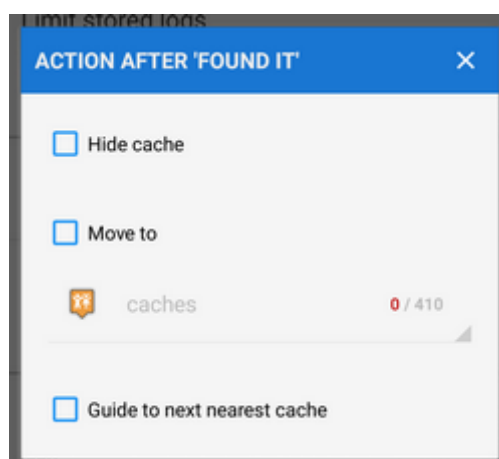 Limit stored logs
ACTION AFTER 'FOUND IT'
Hide cache
Move to
caches 0 / 410
Guide to next nearest cache